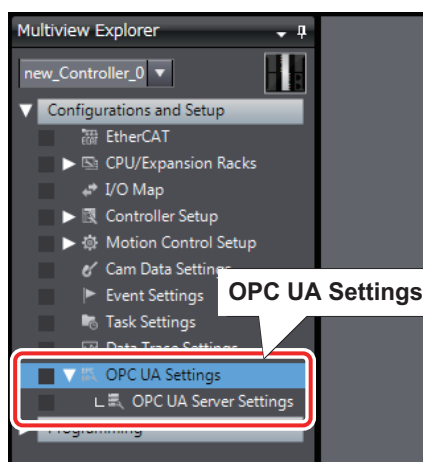 Multiview Explorer
new_Controller_0
Configurations and Setup
EtherCAT
CPU/Expansion Racks
I/O Map
Controller Setup
Motion Control Setup
Cam Data Settings
Event Settings
OPC UA Settings
Task Settings
Data Trace Settings
OPC UA Settings
OPC UA Server Settings
Programming